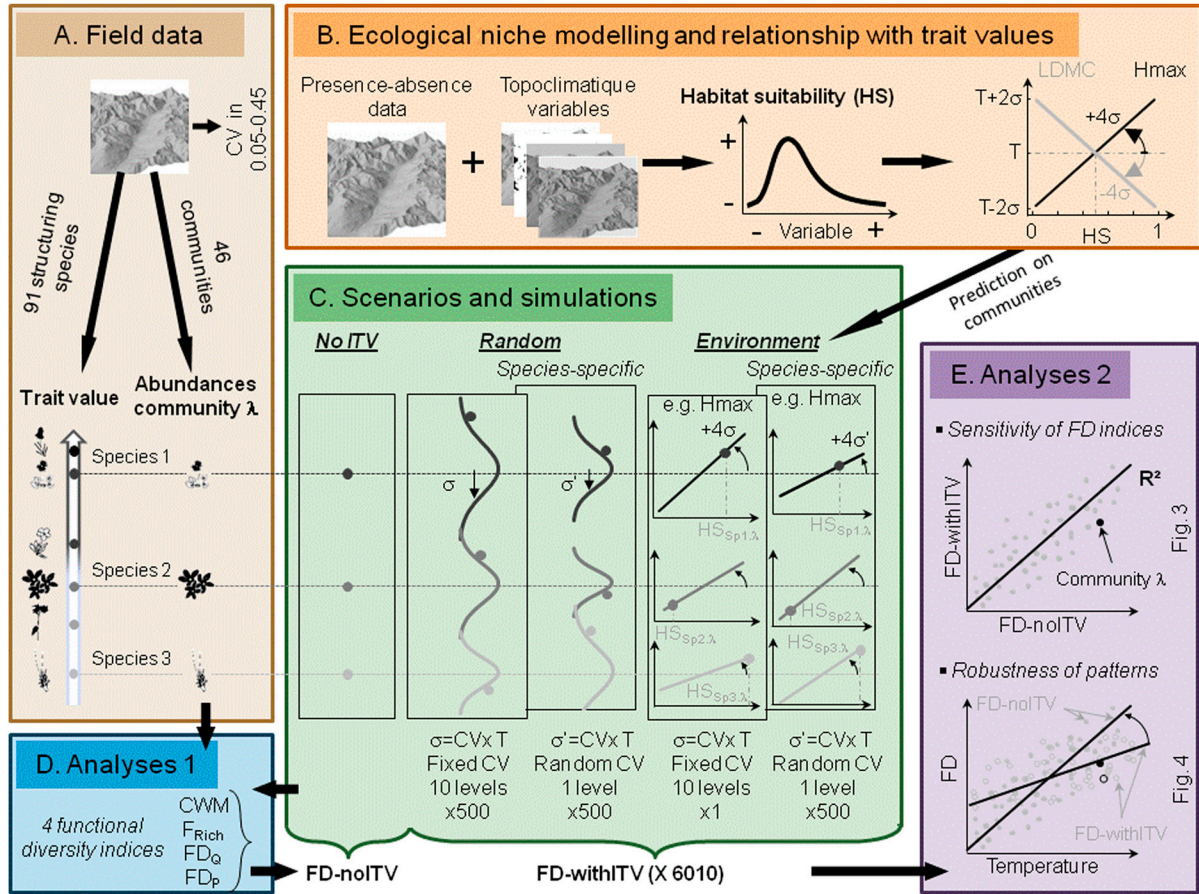 A. Field data
CV in
0.05-0.45
91 structuring
species
46
communities
Trait value
Abundances
community λ
Species 1
Species 2
Species 3
B. Ecological niche modelling and relationship with trait values
Presence-absence
data
+
Topoclimatique
variables
Habitat suitability (HS)
+
-
- Variable +
LDMC
Hmax
T+2σ
T
T-2σ
+4σ
-4σ
0
HS
1
Prediction on
communities
C. Scenarios and simulations
No ITV
Random
Environment
Species-specific
Species-specific
e.g. Hmax
e.g. Hmax
+4σ
+4σ'
σ
σ'
HSSp1.λ
HSSp1.λ
HSSp2.λ
HSSp2.λ
HSSp3.λ
HSSp3.λ
σ=CVx T
Fixed CV
10 levels
x500
σ'=CVx T
Random CV
1 level
x500
σ=CVx T
Fixed CV
10 levels
x1
σ'=CVx T
Random CV
1 level
x500
D. Analyses 1
4 functional
diversity indices
CWM
FRich
FDQ
FDP
FD-noITV
FD-withITV (X 6010)
E. Analyses 2
▪ Sensitivity of FD indices
FD-withITV
R²
Community λ
FD-noITV
Fig. 3
▪ Robustness of patterns
FD-noITV
FD
FD-withITV
Temperature
Fig. 4